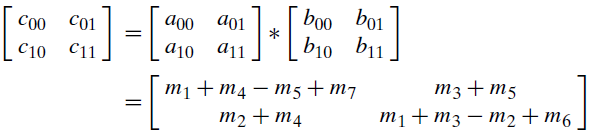 [ c00 c01 ] = [ a00 a01 ] * [ b00 b01 ]
[ c10 c11 ] [ a10 a11 ] [ b10 b11 ]
= [ m1 + m4 − m5 + m7 m3 + m5 ]
[ m2 + m4 m1 + m3 − m2 + m6 ]